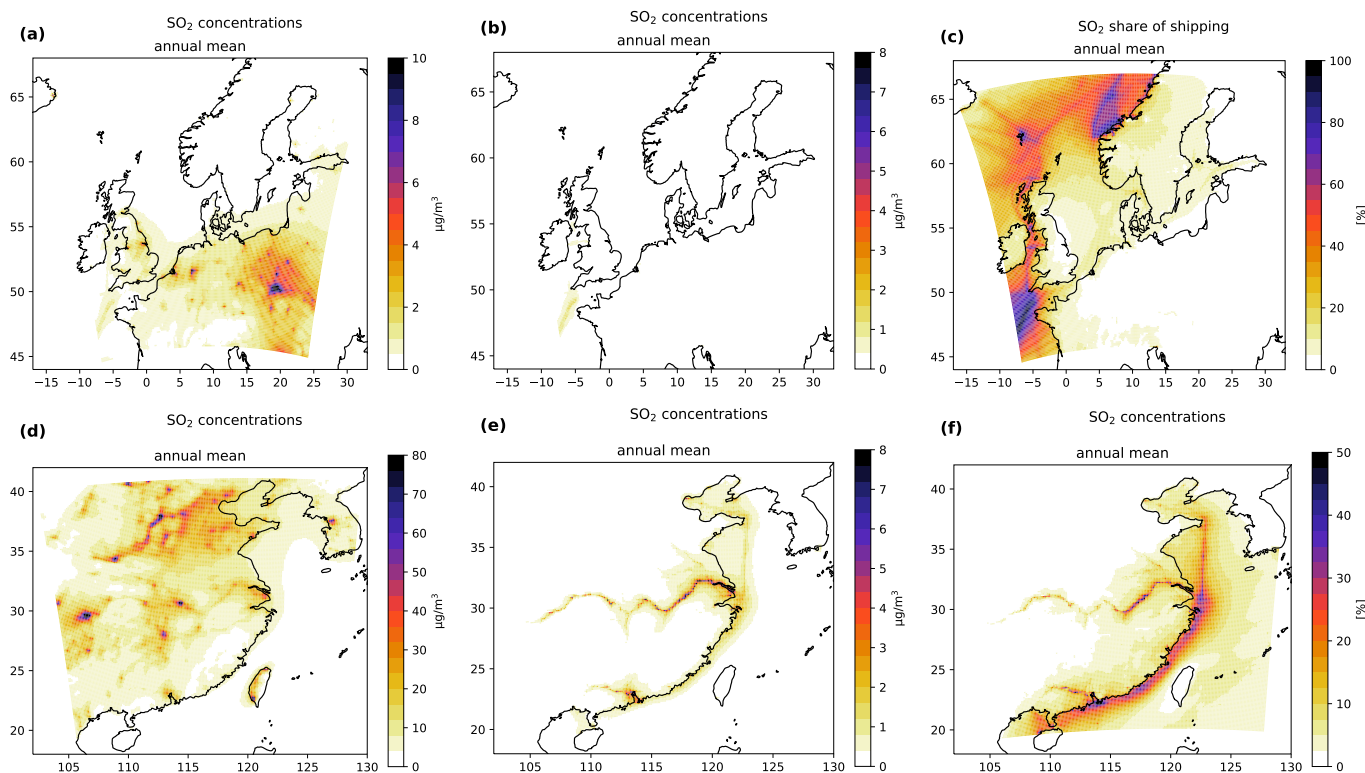 (a)
SO₂ concentrations
annual mean
65
60
55
50
45
−15 −10 −5 0 5 10 15 20 25 30
10
8
6
4
2
0
μg/m³
(b)
SO₂ concentrations
annual mean
65
60
55
50
45
−15 −10 −5 0 5 10 15 20 25 30
8
7
6
5
4
3
2
1
0
μg/m³
(c)
SO₂ share of shipping
annual mean
65
60
55
50
45
−15 −10 −5 0 5 10 15 20 25 30
100
80
60
40
20
0
[%]
(d)
SO₂ concentrations
annual mean
40
35
30
25
20
105 110 115 120 125 130
80
70
60
50
40
30
20
10
0
μg/m³
(e)
SO₂ concentrations
annual mean
40
35
30
25
20
105 110 115 120 125 130
8
7
6
5
4
3
2
1
0
μg/m³
(f)
SO₂ concentrations
annual mean
40
35
30
25
20
105 110 115 120 125 130
50
40
30
20
10
0
[%]